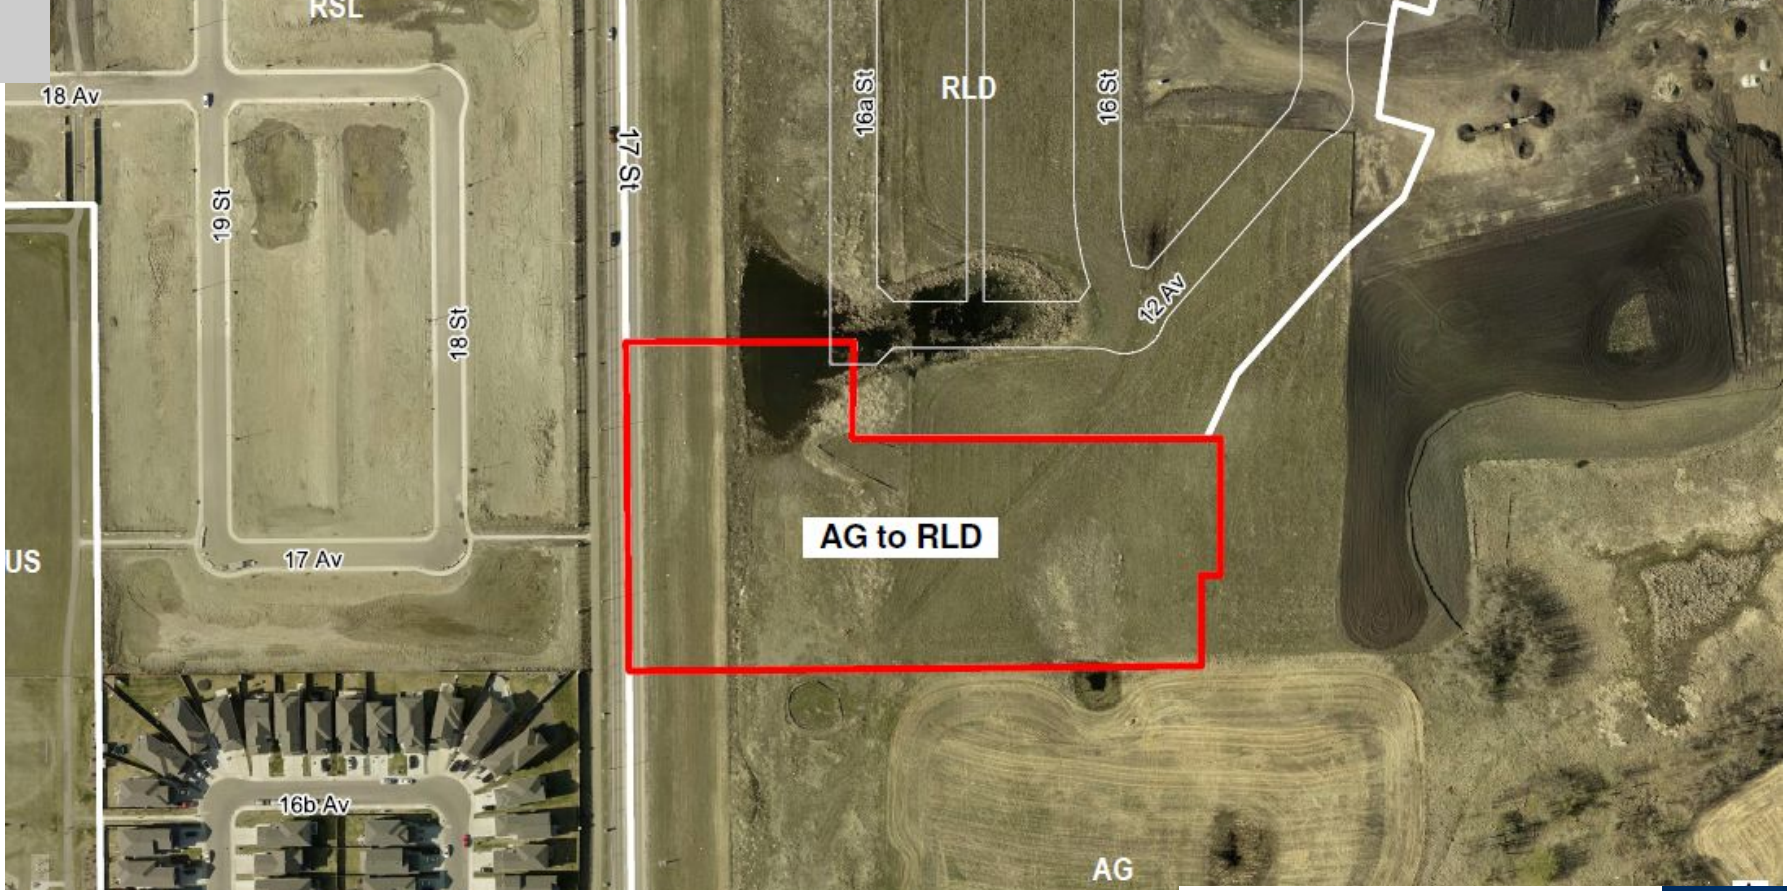 RSL
18 Av
16a St
RLD
16 St
17 St
19 St
18 St
12 Av
AG to RLD
17 Av
US
16b Av
AG